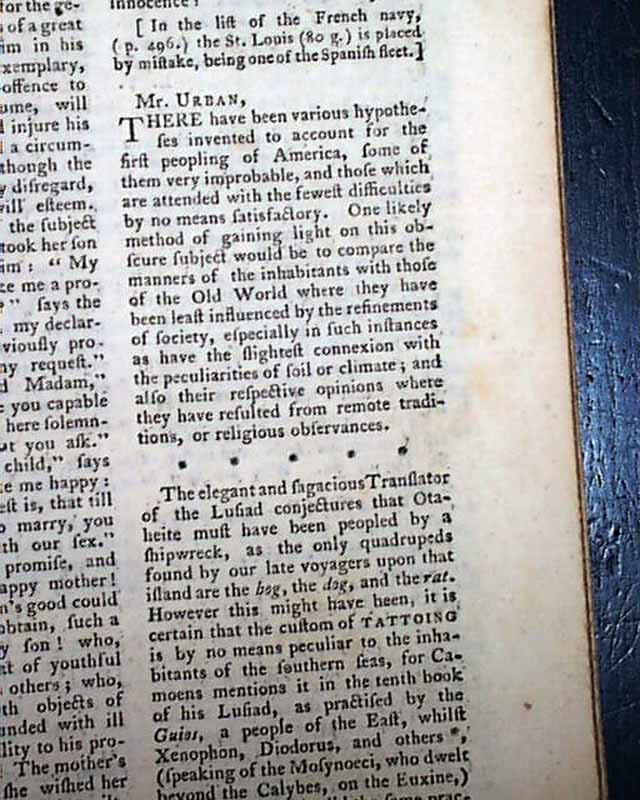 for the ge-
s of a great
im in his
xemplary,
offence to
ume, will
l injure his
l a circum-
though the
y diſregard,
will eſteem.
the ſubject
took her ſon
im: “ My
ke me a pro-
?” ſays the
. my declar-
viouſly pro-
ny requeſt.”
d Madam,”
e you capable
here ſolemn-
ut you aſk.”
child,” ſays
ke me happy:
eſt is, that till
o marry, you
th our ſex.”
promiſe, and
appy mother!
n's good could
obtain, ſuch a
y ſon! who,
at of youthful
others; who,
th objects of
unded with ill
lity to his pro-
The mother's
ſhe wiſhed her
innocence?
[ In the liſt of the French navy,
( p. 496.) the St. Louis (80 g.) is placed
by miſtake, being one of the Spaniſh fleet.]
Mr. URBAN,
THERE have been various hypothe-
ſes invented to account for the
firſt peopling of America, ſome of
them very improbable, and thoſe which
are attended with the feweſt difficulties
by no means ſatisfactory. One likely
method of gaining light on this ob-
ſcure ſubject would be to compare the
manners of the inhabitants with thoſe
of the Old World where they have
been leaſt influenced by the refinements
of ſociety, eſpecially in ſuch inſtances
as have the ſlighteſt connexion with
the peculiarities of ſoil or climate; and
alſo their reſpective opinions where
they have reſulted from remote tradi-
tions, or religious obſervances.
* * * * *
The elegant and ſagacious Tranſlator
of the Luſiad conjectures that Ota-
heite muſt have been peopled by a
ſhipwreck, as the only quadrupeds
found by our late voyagers upon that
iſland are the hog, the dog, and the rat.
However this might have been, it is
certain that the cuſtom of TATTOING
is by no means peculiar to the inha-
bitants of the ſouthern ſeas, for Ca-
moens mentions it in the tenth book
of his Luſiad, as practiſed by the
Guios, a people of the Eaſt, whilſt
Xenophon, Diodorus, and others *,
(ſpeaking of the Moſynoeci, who dwelt
beyond the Calybes, on the Euxine,)